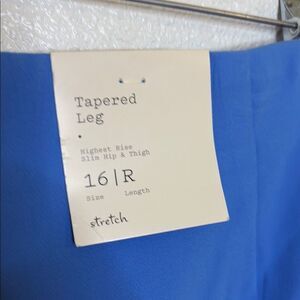 Tapered
Leg
Highest Rise
Slim Hip & Thigh
16|R
Size Length
stretch